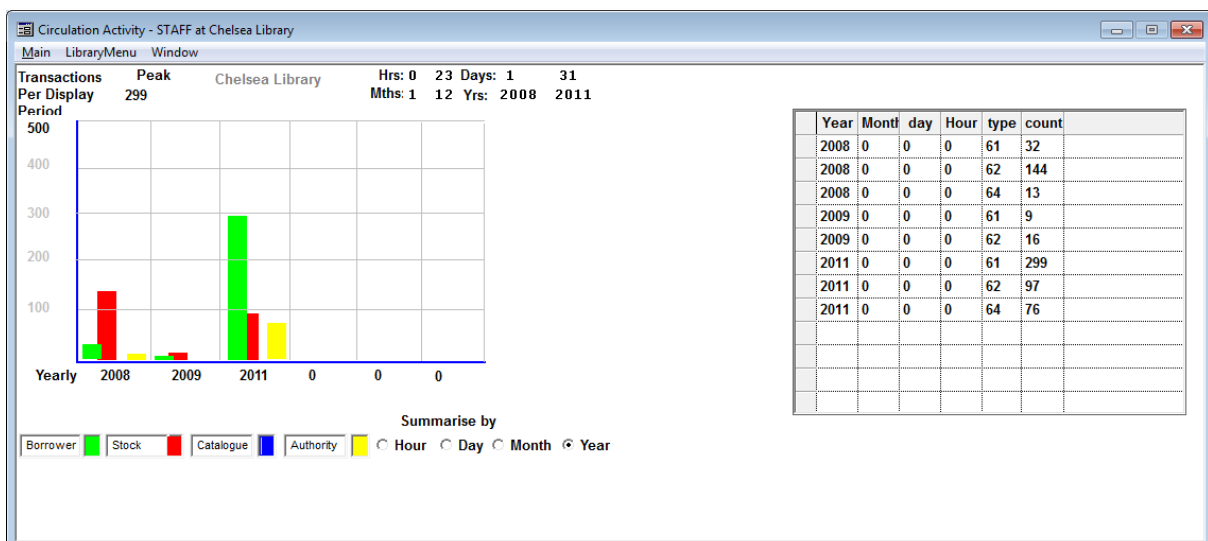 Circulation Activity - STAFF at Chelsea Library
Main LibraryMenu Window
Transactions Peak Chelsea Library Hrs: 0 23 Days: 1 31
Per Display 299 Mths: 1 12 Yrs: 2008 2011
Period
500
400
300
200
100
Yearly 2008 2009 2011 0 0 0
Year Month day Hour type count
2008 0 0 0 61 32
2008 0 0 0 62 144
2008 0 0 0 64 13
2009 0 0 0 61 9
2009 0 0 0 62 16
2011 0 0 0 61 299
2011 0 0 0 62 97
2011 0 0 0 64 76
Summarise by
Borrower Stock Catalogue Authority Hour Day Month Year